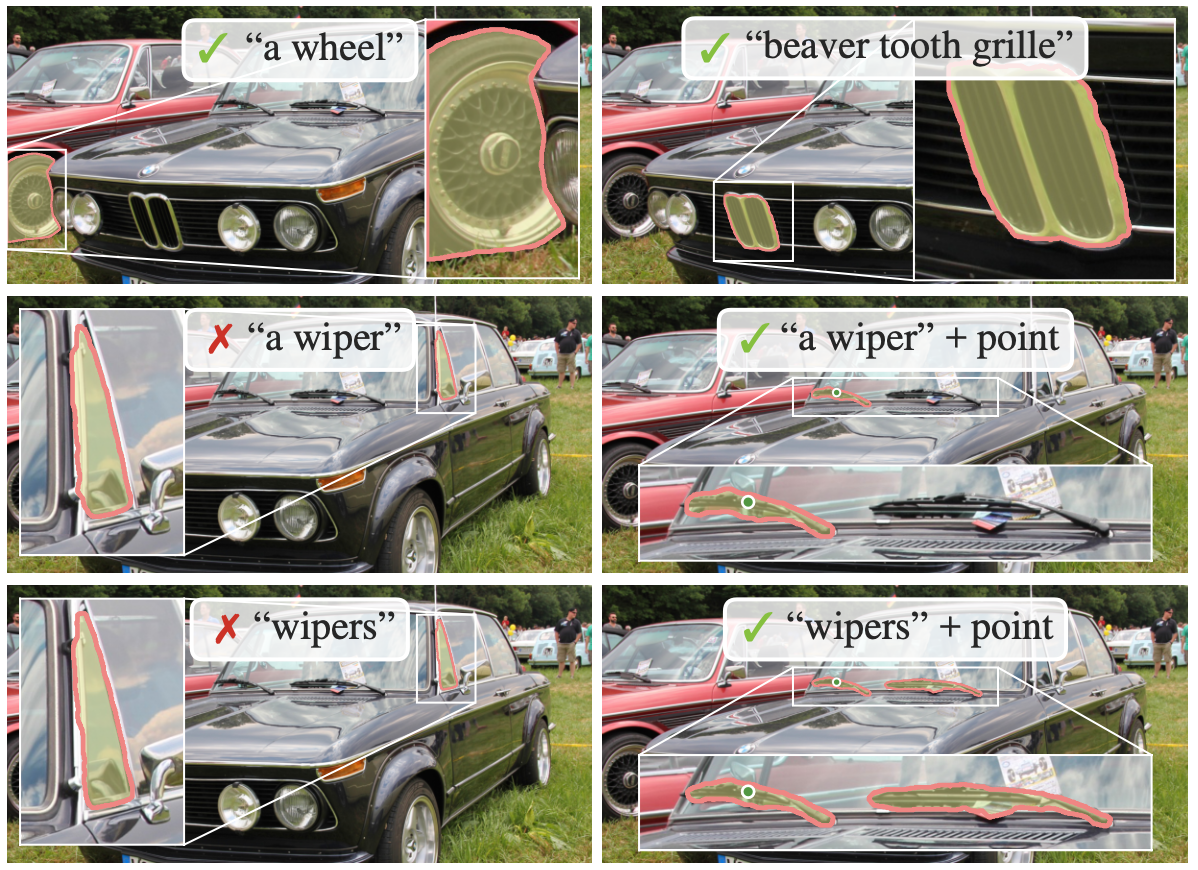 ✓ “a wheel”
✓ “beaver tooth grille”
✗ “a wiper”
✓ “a wiper” + point
✗ “wipers”
✓ “wipers” + point